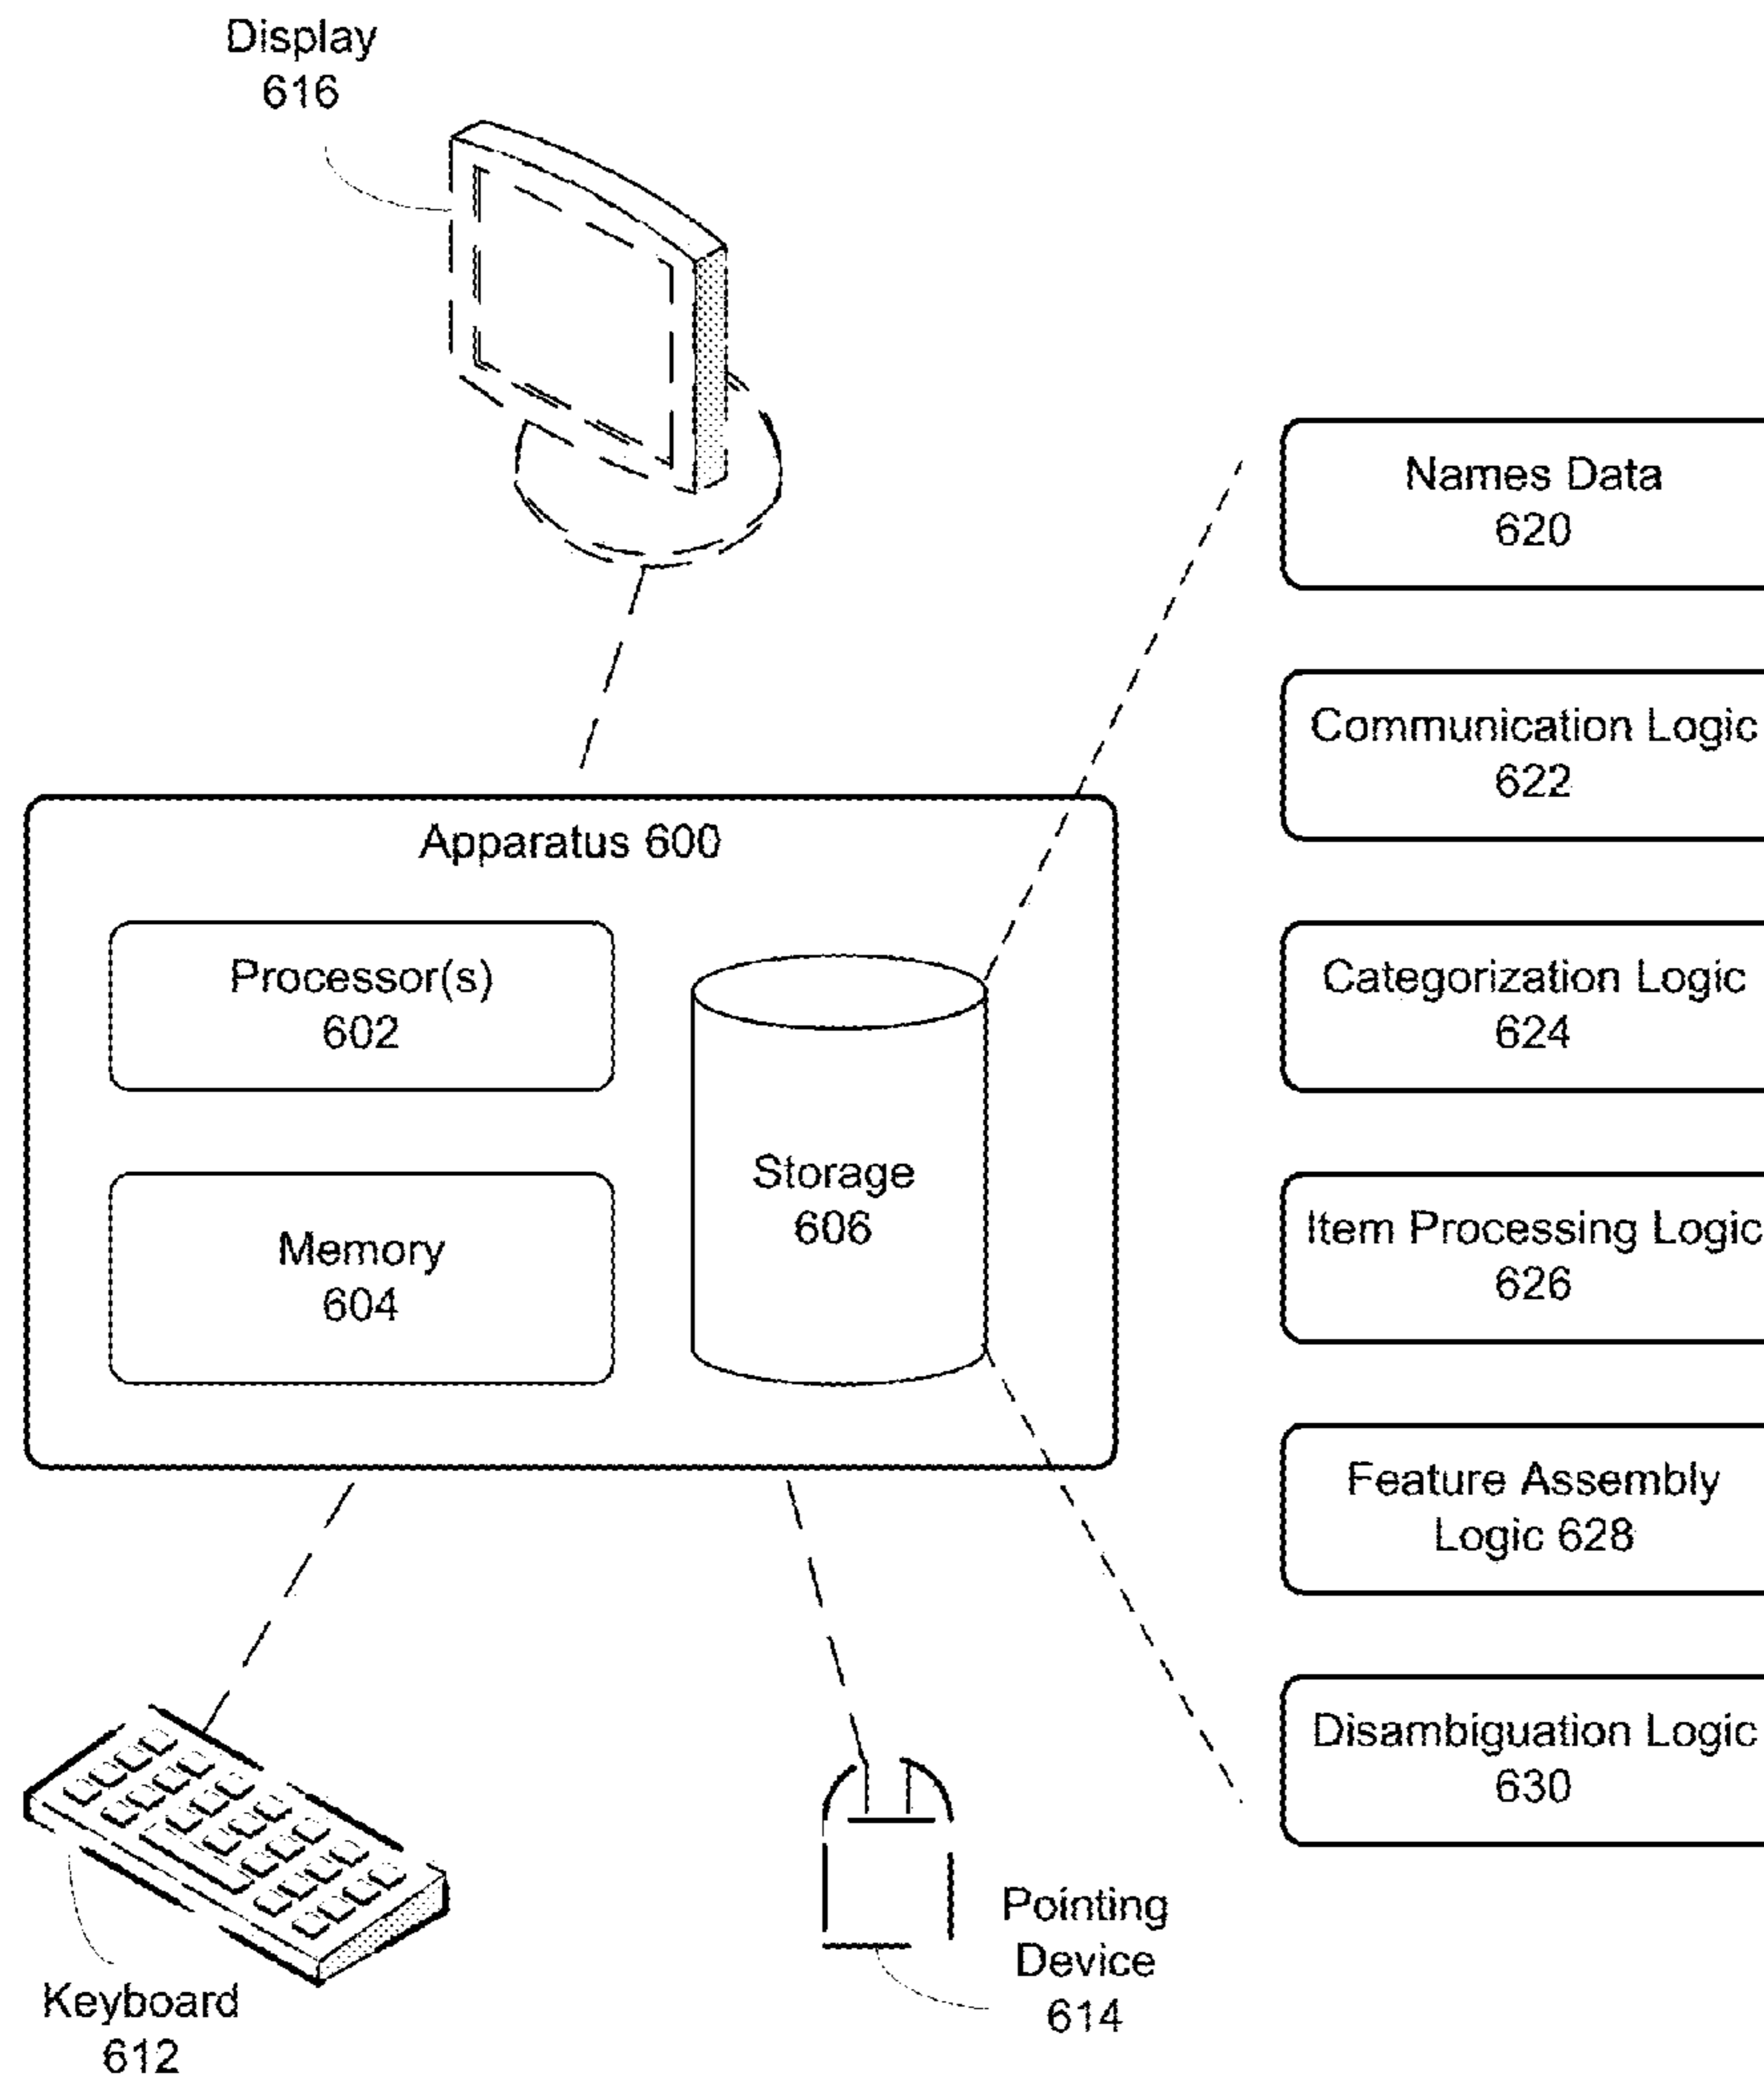 Display
616
Names Data
620
Communication Logic
622
Apparatus 600
Processor(s)
602
Categorization Logic
624
Storage
606
Memory
604
Item Processing Logic
626
Feature Assembly
Logic 628
Disambiguation Logic
630
Pointing
Device
614
Keyboard
612